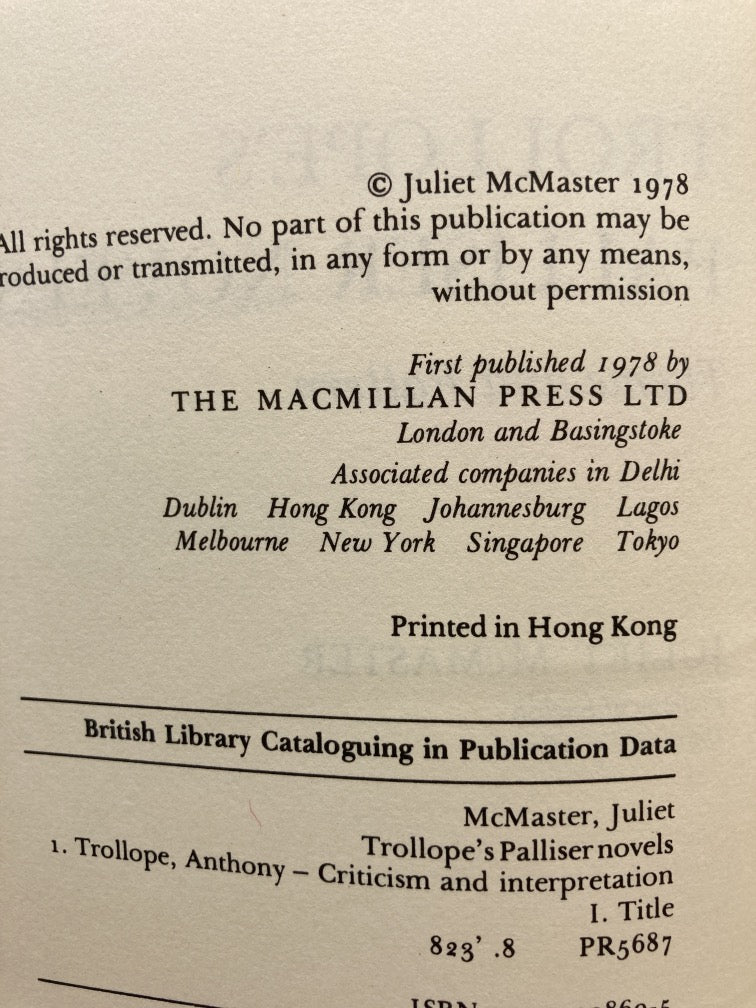 © Juliet McMaster 1978
All rights reserved. No part of this publication may be
roduced or transmitted, in any form or by any means,
without permission
First published 1978 by
THE MACMILLAN PRESS LTD
London and Basingstoke
Associated companies in Delhi
Dublin Hong Kong Johannesburg Lagos
Melbourne New York Singapore Tokyo
Printed in Hong Kong
British Library Cataloguing in Publication Data
McMaster, Juliet
Trollope's Palliser novels
1. Trollope, Anthony – Criticism and interpretation
I. Title
823' .8 PR5687
ISBN